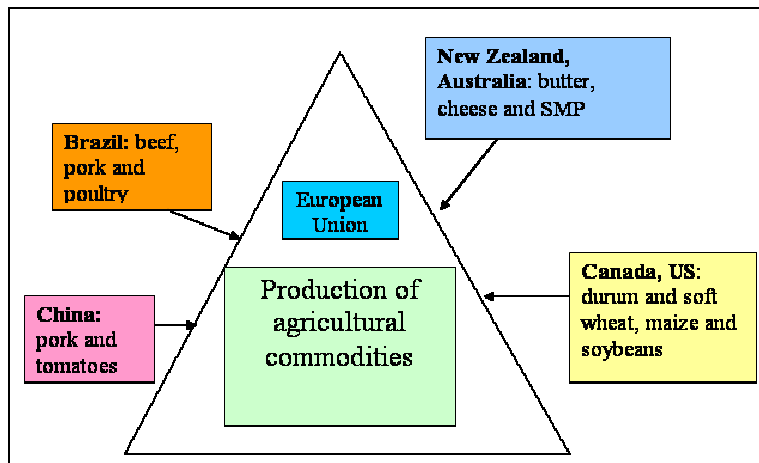 New Zealand,
Australia: butter,
cheese and SMP
Brazil: beef,
pork and
poultry
European
Union
Canada, US:
durum and soft
wheat, maize and
soybeans
Production of
agricultural
commodities
China:
pork and
tomatoes